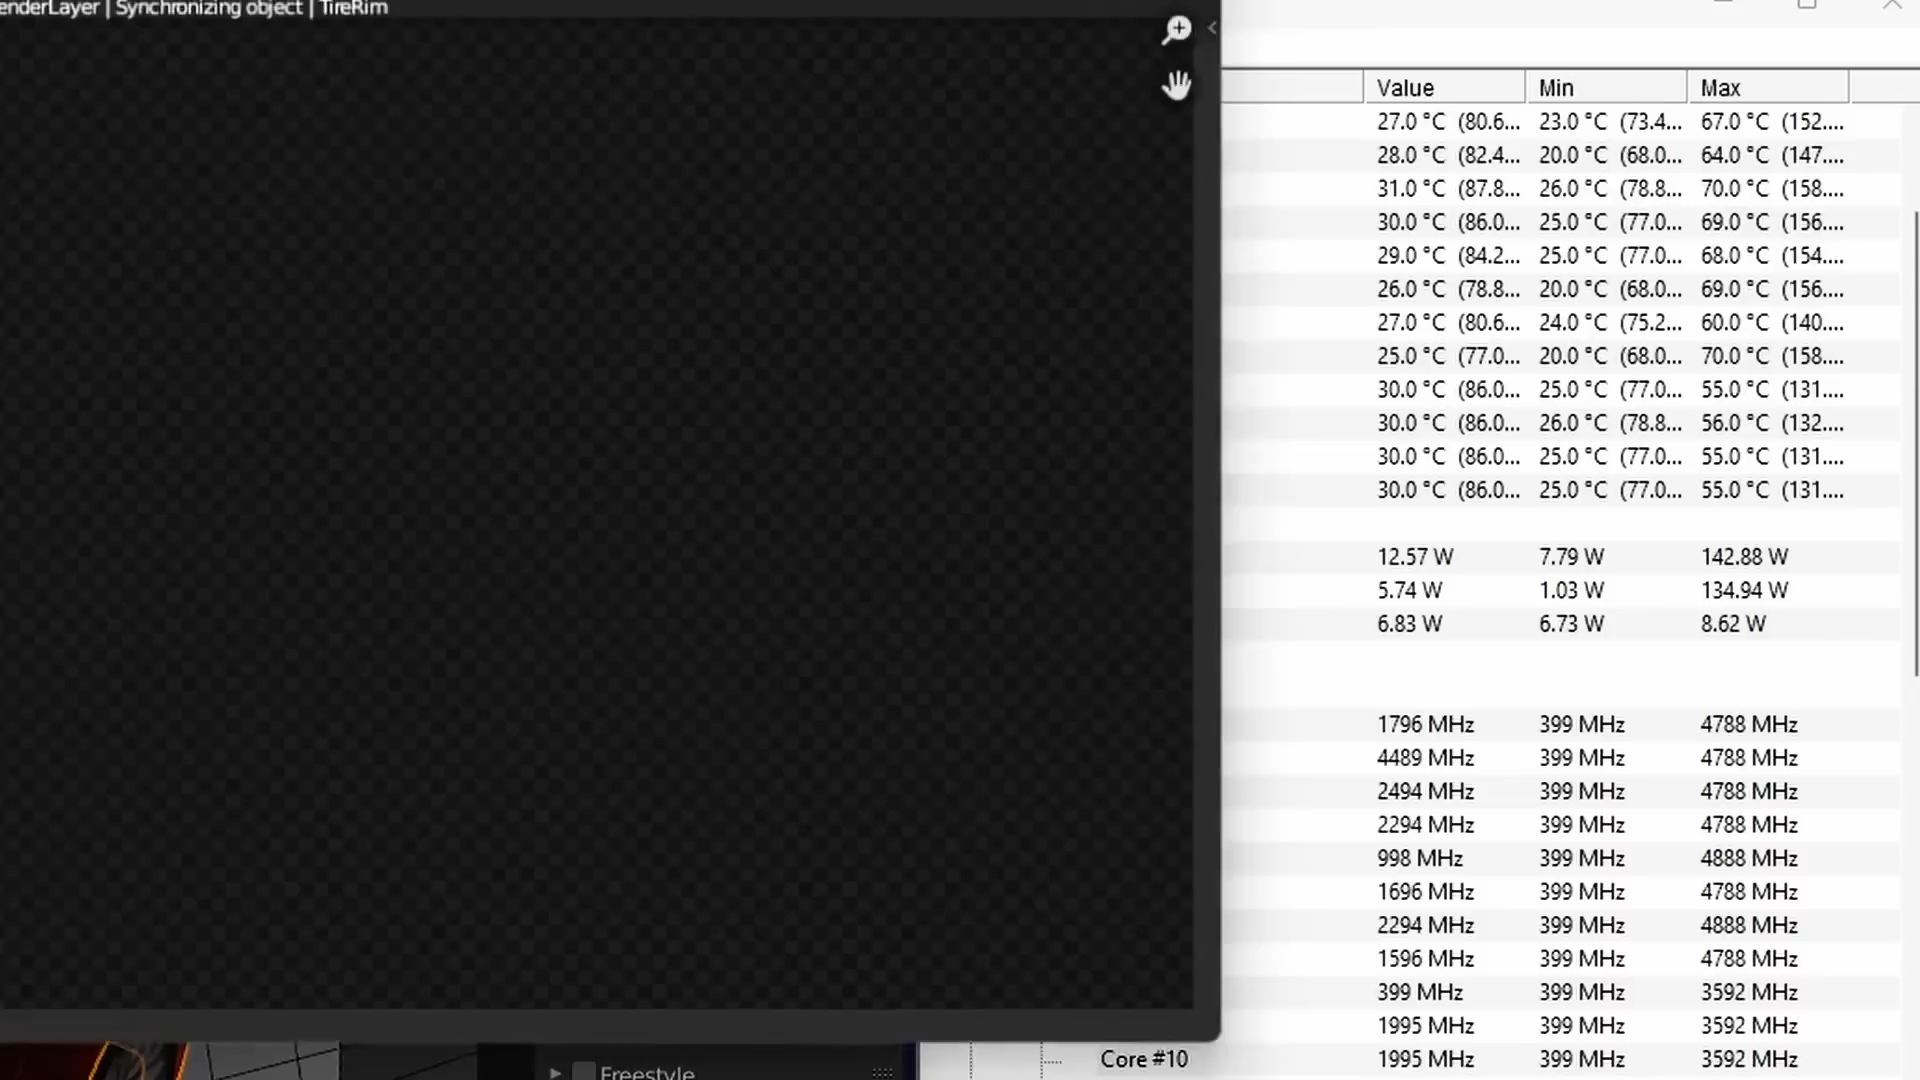 enderLayer | Synchronizing object | TireRim
Value Min Max
27.0 °C (80.6... 23.0 °C (73.4... 67.0 °C (152....
28.0 °C (82.4... 20.0 °C (68.0... 64.0 °C (147....
31.0 °C (87.8... 26.0 °C (78.8... 70.0 °C (158....
30.0 °C (86.0... 25.0 °C (77.0... 69.0 °C (156....
29.0 °C (84.2... 25.0 °C (77.0... 68.0 °C (154....
26.0 °C (78.8... 20.0 °C (68.0... 69.0 °C (156....
27.0 °C (80.6... 24.0 °C (75.2... 60.0 °C (140....
25.0 °C (77.0... 20.0 °C (68.0... 70.0 °C (158....
30.0 °C (86.0... 25.0 °C (77.0... 55.0 °C (131....
30.0 °C (86.0... 26.0 °C (78.8... 56.0 °C (132....
30.0 °C (86.0... 25.0 °C (77.0... 55.0 °C (131....
30.0 °C (86.0... 25.0 °C (77.0... 55.0 °C (131....
12.57 W 7.79 W 142.88 W
5.74 W 1.03 W 134.94 W
6.83 W 6.73 W 8.62 W
1796 MHz 399 MHz 4788 MHz
4489 MHz 399 MHz 4788 MHz
2494 MHz 399 MHz 4788 MHz
2294 MHz 399 MHz 4788 MHz
998 MHz 399 MHz 4888 MHz
1696 MHz 399 MHz 4788 MHz
2294 MHz 399 MHz 4888 MHz
1596 MHz 399 MHz 4788 MHz
399 MHz 399 MHz 3592 MHz
1995 MHz 399 MHz 3592 MHz
Core #10 1995 MHz 399 MHz 3592 MHz
Freestyle